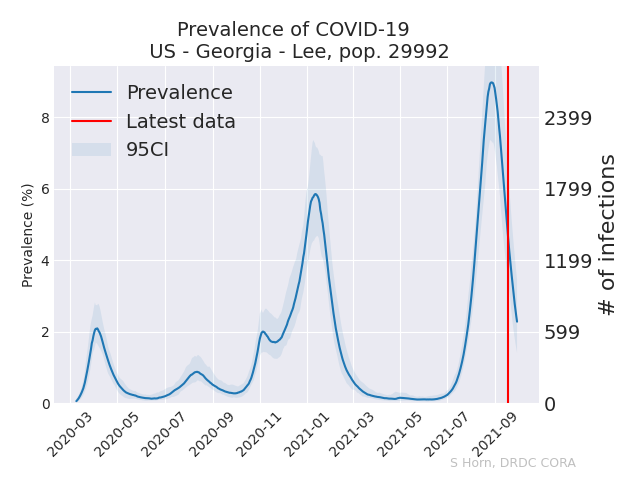 Prevalence of COVID-19
US - Georgia - Lee, pop. 29992
Prevalence
Latest data
95CI
Prevalence (%)
8
6
4
2
0
2399
1799
1199
599
0
# of infections
2020-03
2020-05
2020-07
2020-09
2020-11
2021-01
2021-03
2021-05
2021-07
2021-09
S Horn, DRDC CORA